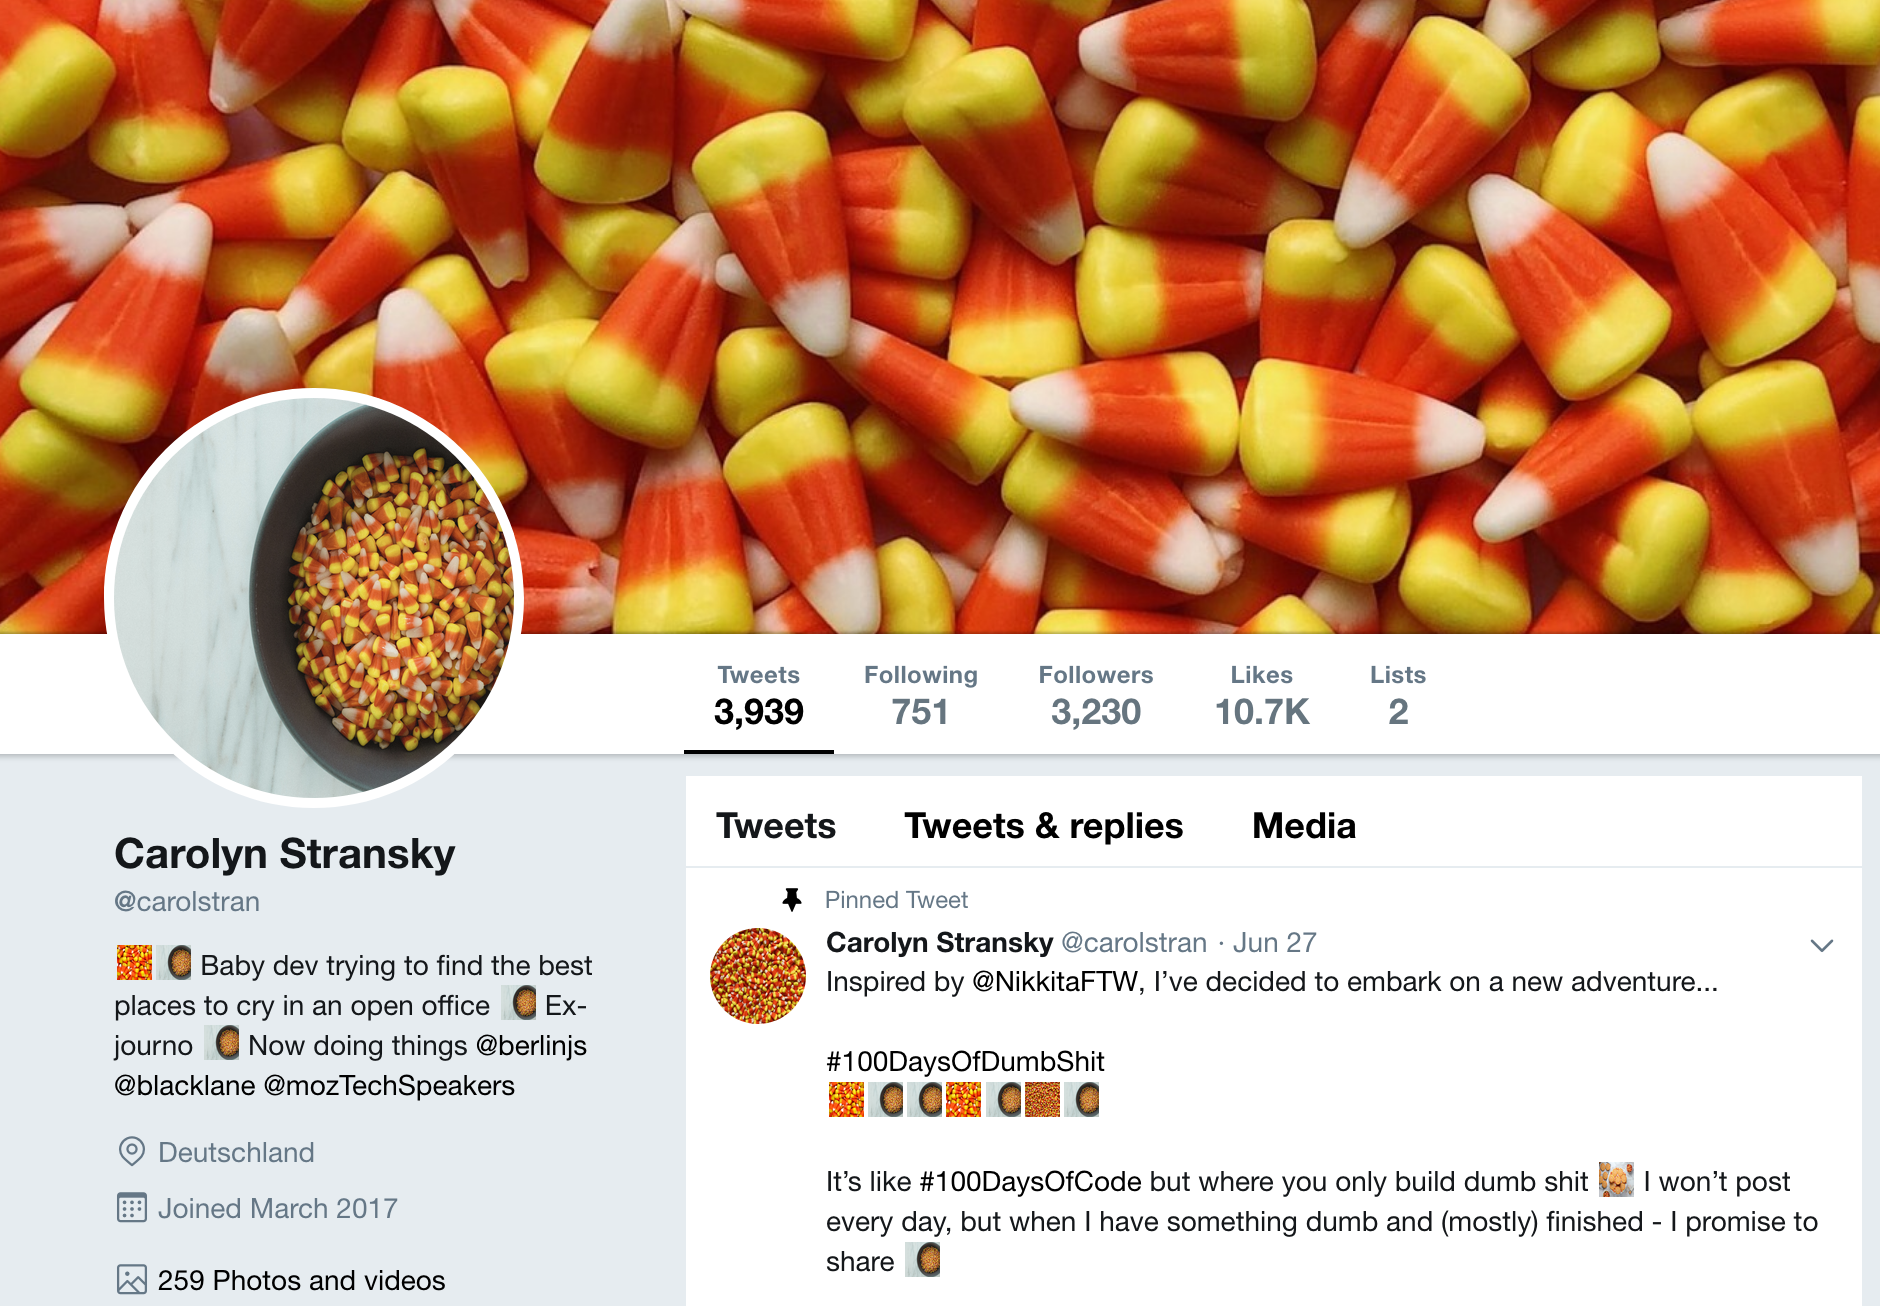 Tweets
3,939
Following
751
Followers
3,230
Likes
10.7K
Lists
2
Carolyn Stransky
@carolstran
Baby dev trying to find the best
places to cry in an open office Ex-
journo Now doing things @berlinjs
@blacklane @mozTechSpeakers
Deutschland
Joined March 2017
259 Photos and videos
Tweets Tweets & replies Media
Pinned Tweet
Carolyn Stransky @carolstran · Jun 27
Inspired by @NikkitaFTW, I’ve decided to embark on a new adventure...
#100DaysOfDumbShit
It’s like #100DaysOfCode but where you only build dumb shit I won’t post
every day, but when I have something dumb and (mostly) finished - I promise to
share